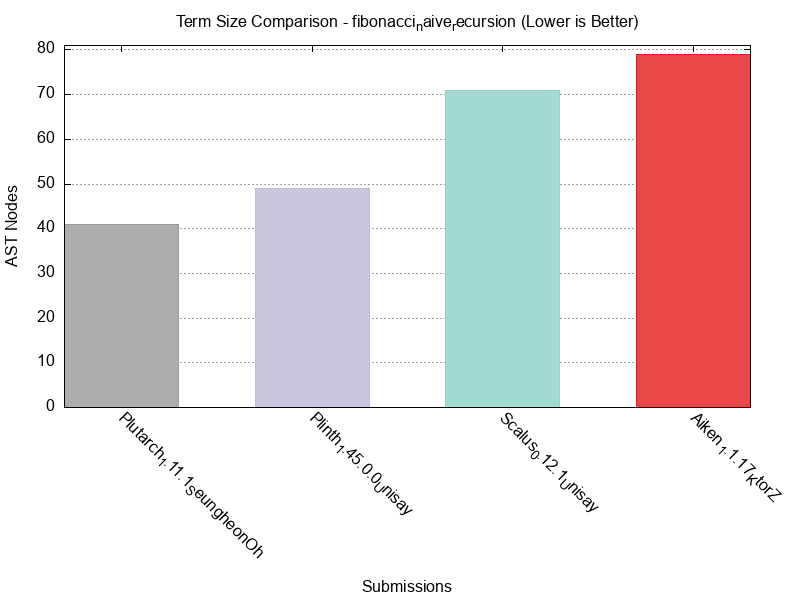 Term Size Comparison - fibonacci_naive_recursion (Lower is Better)
80
70
60
50
40
30
20
10
0
AST Nodes
Plutarch_1.11.1_SeungheonOh
Plinth_1.45.0.0_Unisay
Scalus_0.12.1_Unisay
Aiken_1.1.17_KtorZ
Submissions